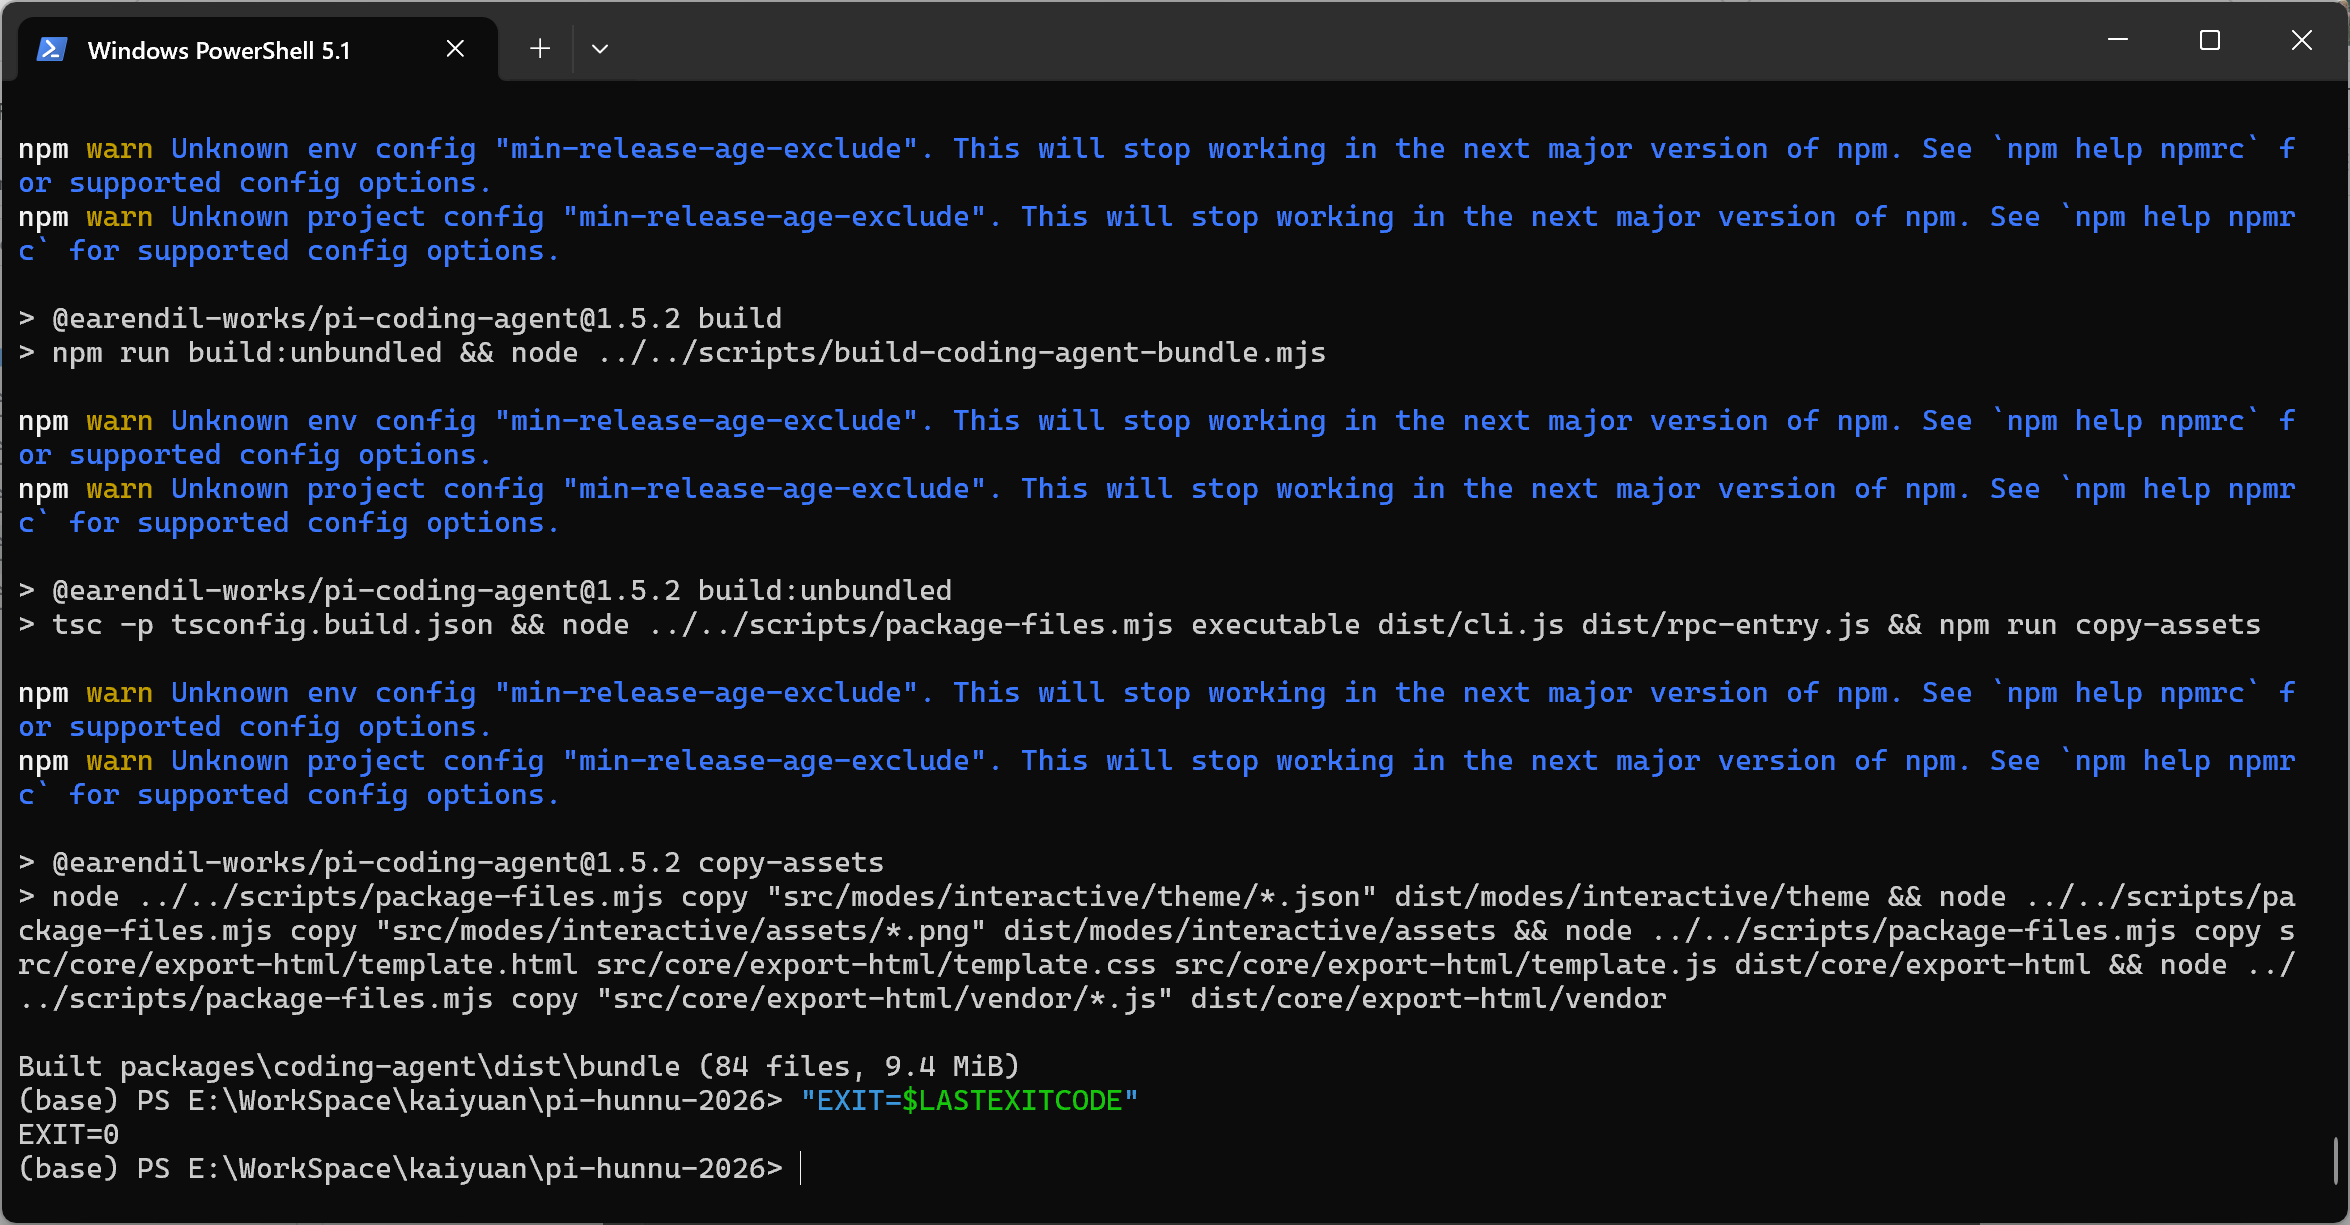 Windows PowerShell 5.1
npm warn Unknown env config "min-release-age-exclude". This will stop working in the next major version of npm. See `npm help npmrc` f
or supported config options.
npm warn Unknown project config "min-release-age-exclude". This will stop working in the next major version of npm. See `npm help npmr
c` for supported config options.
> @earendil-works/pi-coding-agent@1.5.2 build
> npm run build:unbundled && node ../../scripts/build-coding-agent-bundle.mjs
npm warn Unknown env config "min-release-age-exclude". This will stop working in the next major version of npm. See `npm help npmrc` f
or supported config options.
npm warn Unknown project config "min-release-age-exclude". This will stop working in the next major version of npm. See `npm help npmr
c` for supported config options.
> @earendil-works/pi-coding-agent@1.5.2 build:unbundled
> tsc -p tsconfig.build.json && node ../../scripts/package-files.mjs executable dist/cli.js dist/rpc-entry.js && npm run copy-assets
npm warn Unknown env config "min-release-age-exclude". This will stop working in the next major version of npm. See `npm help npmrc` f
or supported config options.
npm warn Unknown project config "min-release-age-exclude". This will stop working in the next major version of npm. See `npm help npmr
c` for supported config options.
> @earendil-works/pi-coding-agent@1.5.2 copy-assets
> node ../../scripts/package-files.mjs copy "src/modes/interactive/theme/*.json" dist/modes/interactive/theme && node ../../scripts/pa
ckage-files.mjs copy "src/modes/interactive/assets/*.png" dist/modes/interactive/assets && node ../../scripts/package-files.mjs copy s
rc/core/export-html/template.html src/core/export-html/template.css src/core/export-html/template.js dist/core/export-html && node ../
../scripts/package-files.mjs copy "src/core/export-html/vendor/*.js" dist/core/export-html/vendor
Built packages\coding-agent\dist\bundle (84 files, 9.4 MiB)
(base) PS E:\WorkSpace\kaiyuan\pi-hunnu-2026> "EXIT=$LASTEXITCODE"
EXIT=0
(base) PS E:\WorkSpace\kaiyuan\pi-hunnu-2026>